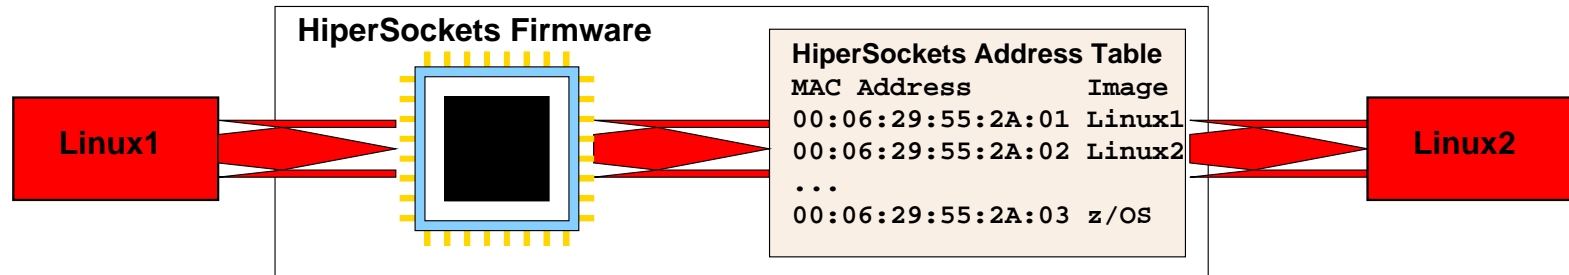 HiperSockets Firmware
Linux1
HiperSockets Address Table
MAC Address Image
00:06:29:55:2A:01 Linux1
00:06:29:55:2A:02 Linux2
...
00:06:29:55:2A:03 z/OS
Linux2